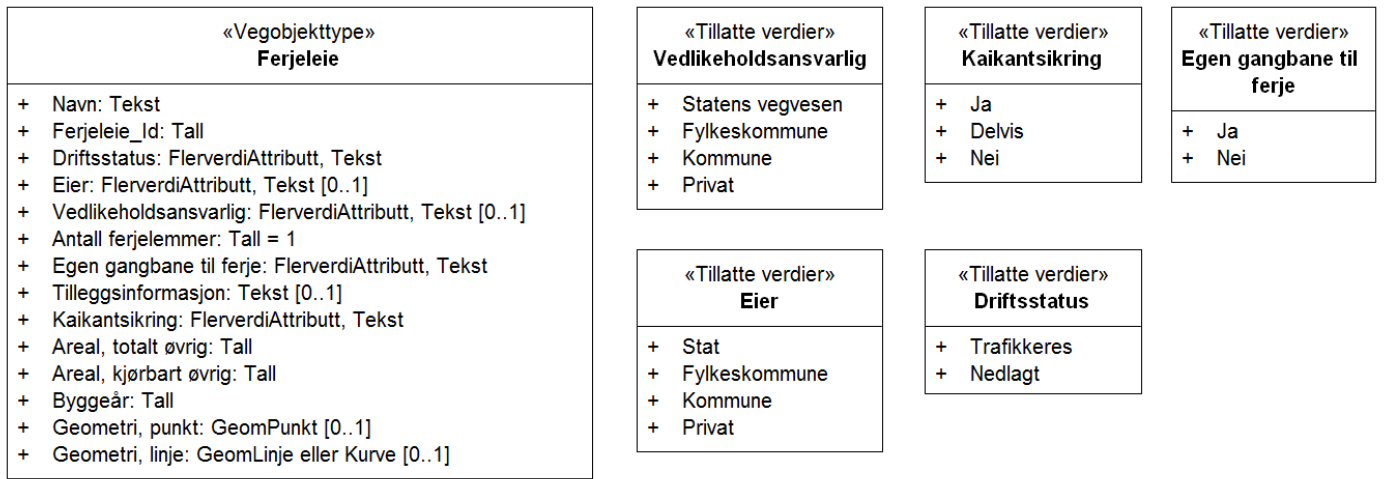 «Vegobjekttype»
Ferjeleie
+ Navn: Tekst
+ Ferjeleie_Id: Tall
+ Driftsstatus: FlerverdiAttributt, Tekst
+ Eier: FlerverdiAttributt, Tekst [0..1]
+ Vedlikeholdsansvarlig: FlerverdiAttributt, Tekst [0..1]
+ Antall ferjelemmer: Tall = 1
+ Egen gangbane til ferje: FlerverdiAttributt, Tekst
+ Tilleggsinformasjon: Tekst [0..1]
+ Kaikantsikring: FlerverdiAttributt, Tekst
+ Areal, totalt øvrig: Tall
+ Areal, kjørbart øvrig: Tall
+ Byggeår: Tall
+ Geometri, punkt: GeomPunkt [0..1]
+ Geometri, linje: GeomLinje eller Kurve [0..1]
«Tillatte verdier»
Vedlikeholdsansvarlig
+ Statens vegvesen
+ Fylkeskommune
+ Kommune
+ Privat
«Tillatte verdier»
Kaikantsikring
+ Ja
+ Delvis
+ Nei
«Tillatte verdier»
Egen gangbane til
ferje
+ Ja
+ Nei
«Tillatte verdier»
Eier
+ Stat
+ Fylkeskommune
+ Kommune
+ Privat
«Tillatte verdier»
Driftsstatus
+ Trafikkeres
+ Nedlagt